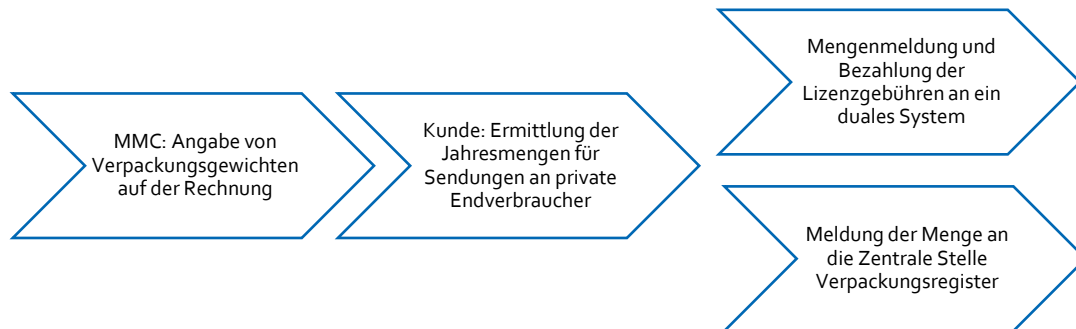 MMC: Angabe von
Verpackungsgewichten
auf der Rechnung
Kunde: Ermittlung der
Jahresmengen für
Sendungen an private
Endverbraucher
Mengenmeldung und
Bezahlung der
Lizenzgebühren an ein
duales System
Meldung der Menge an
die Zentrale Stelle
Verpackungsregister